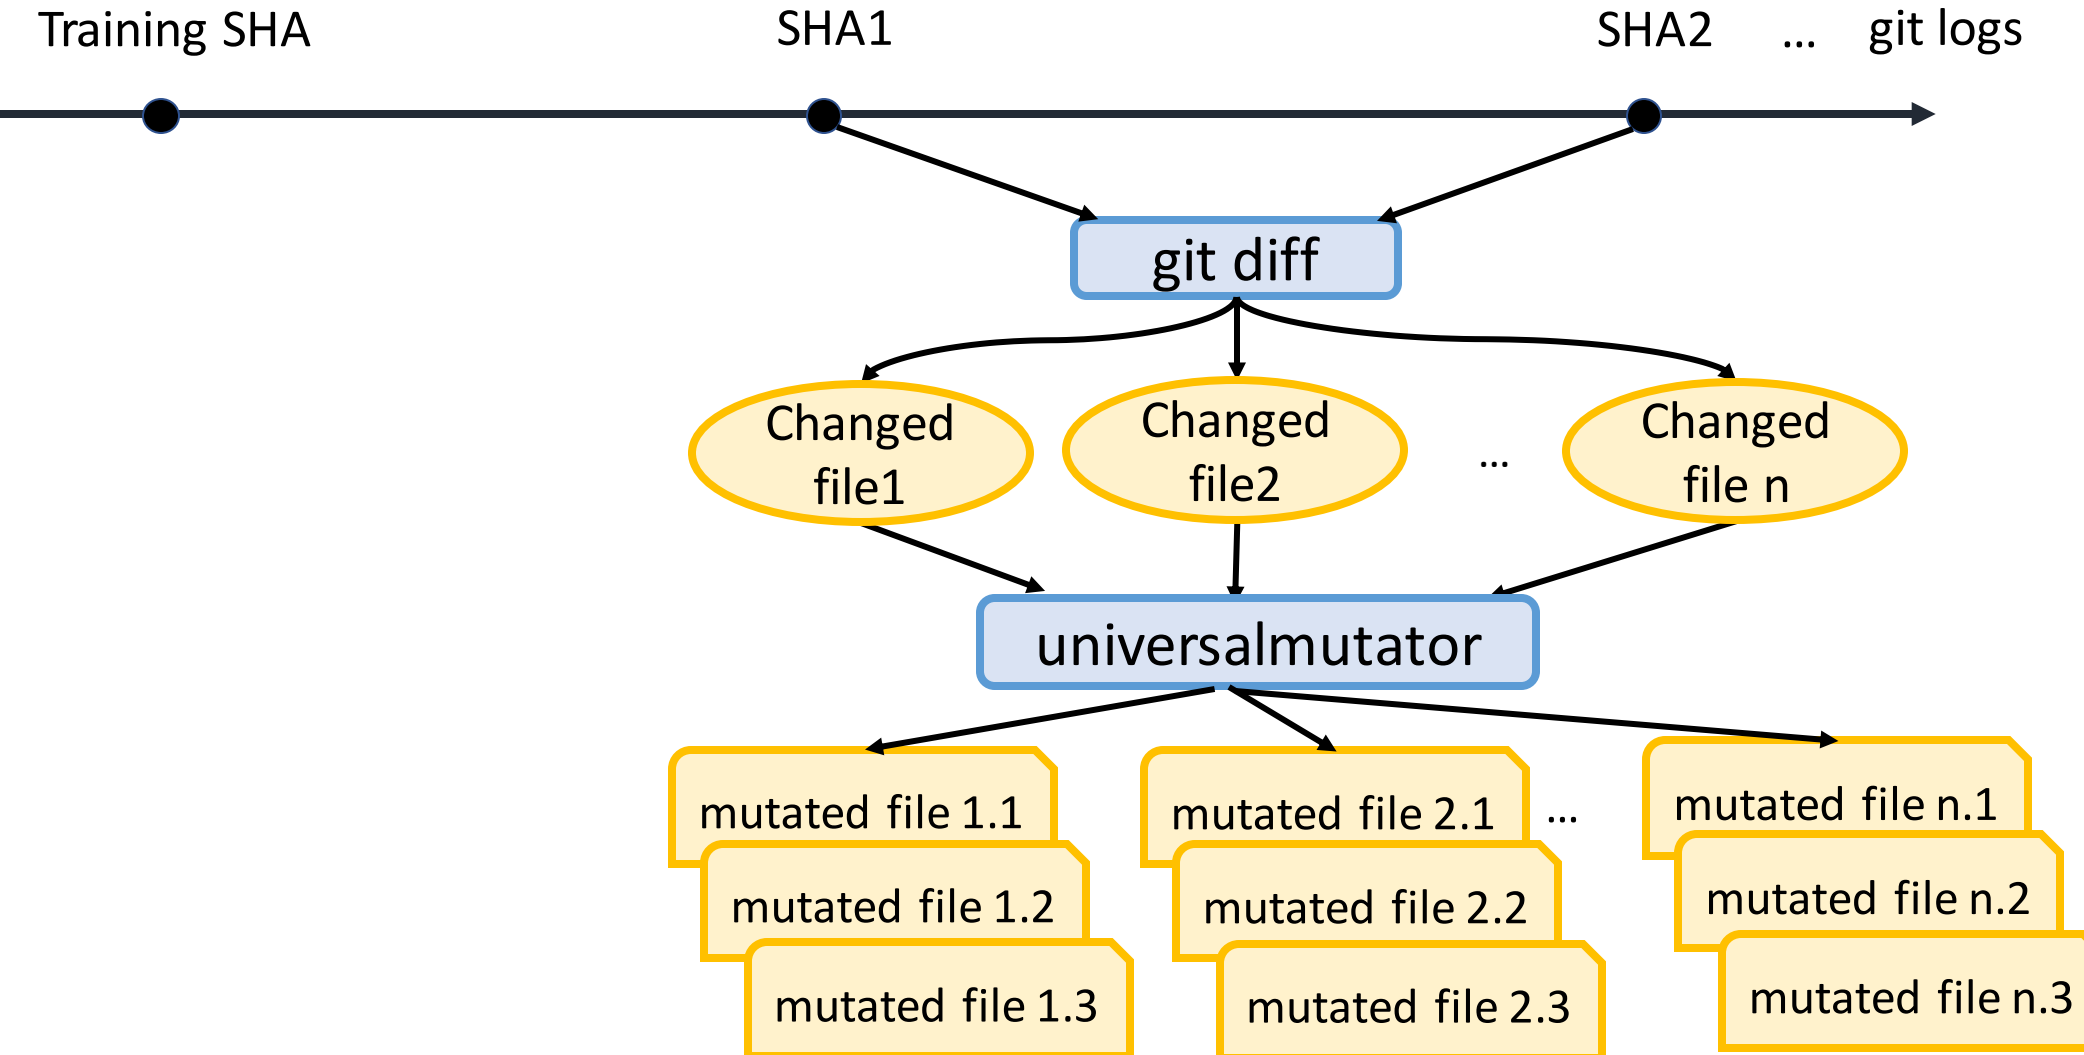 Training SHA
SHA1
SHA2
...
git logs
git diff
Changed
file1
Changed
file2
...
Changed
file n
universalmutator
mutated file 1.1
mutated file 2.1
...
mutated file n.1
mutated file 1.2
mutated file 2.2
mutated file n.2
mutated file 1.3
mutated file 2.3
mutated file n.3